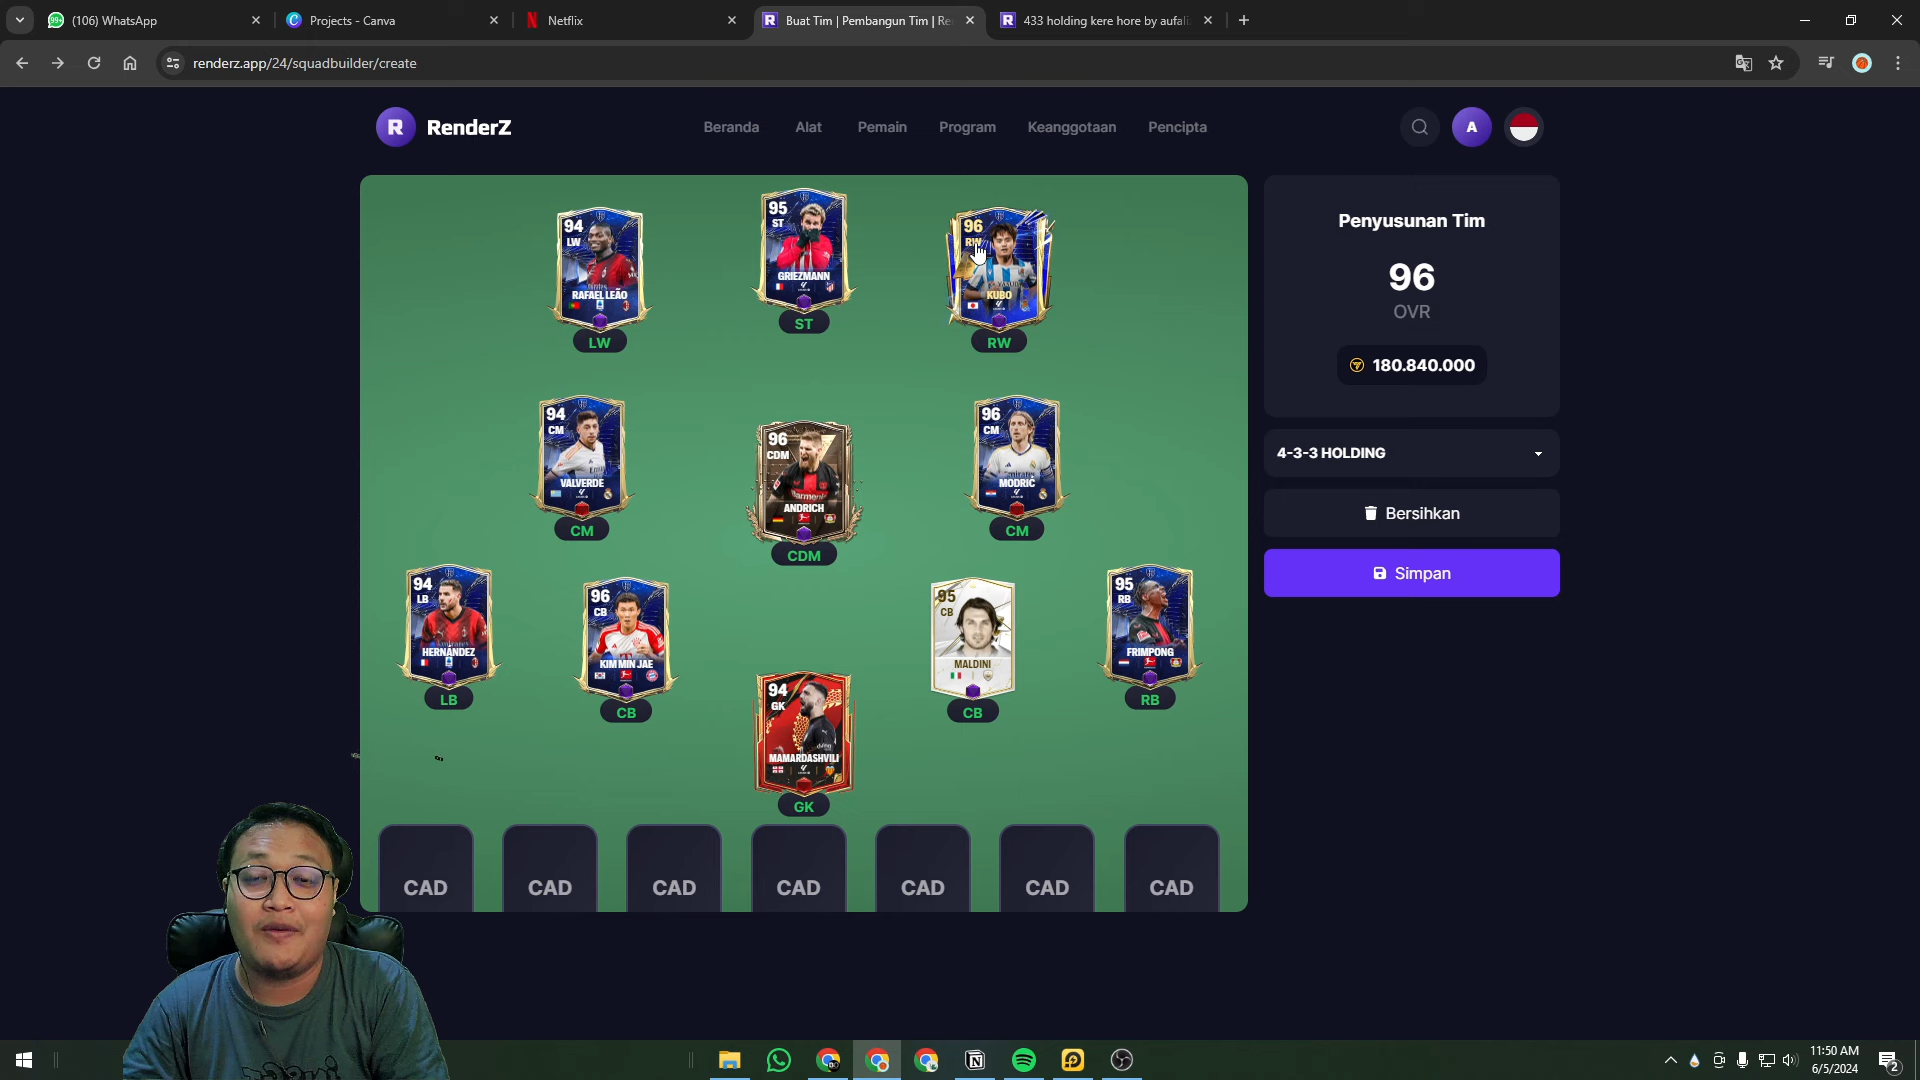 (106) WhatsApp
Projects - Canva
Netflix
Buat Tim | Pembangun Tim | Re
433 holding kere hore by aufal
renderz.app/24/squadbuilder/create
R RenderZ
Beranda
Alat
Pemain
Program
Keanggotaan
Pencipta
A
94
LW
RAFAEL LEÃO
LW
95
ST
GRIEZMANN
ST
96
RW
KUBO
RW
94
CM
VALVERDE
CM
96
CDM
ANDRICH
CDM
96
CM
MODRIĆ
CM
94
LB
HERNÁNDEZ
LB
96
CB
KIM MIN JAE
CB
95
CB
MALDINI
CB
95
RB
FRIMPONG
RB
94
GK
MAMARDASHVILI
GK
CAD
CAD
CAD
CAD
CAD
CAD
CAD
Penyusunan Tim
96
OVR
180.840.000
4-3-3 HOLDING
Bersihkan
Simpan
11:50 AM
6/5/2024
2